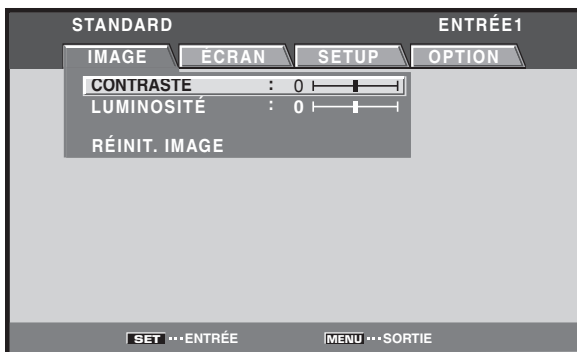 STANDARD ENTRÉE1
IMAGE ÉCRAN SETUP OPTION
CONTRASTE : 0
LUMINOSITÉ : 0
RÉINIT. IMAGE
SET ···ENTRÉE MENU ···SORTIE